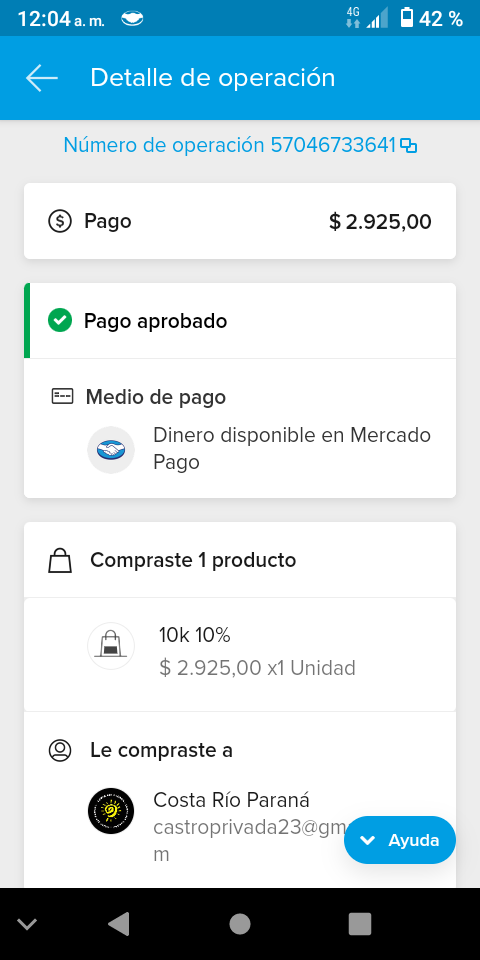 12:04 a. m. 4G 42 %
Detalle de operación
Número de operación 57046733641
Pago $ 2.925,00
Pago aprobado
Medio de pago
Dinero disponible en Mercado
Pago
Compraste 1 producto
10k 10%
$ 2.925,00 x1 Unidad
Le compraste a
Costa Río Paraná
castroprivada23@gm
m
Ayuda